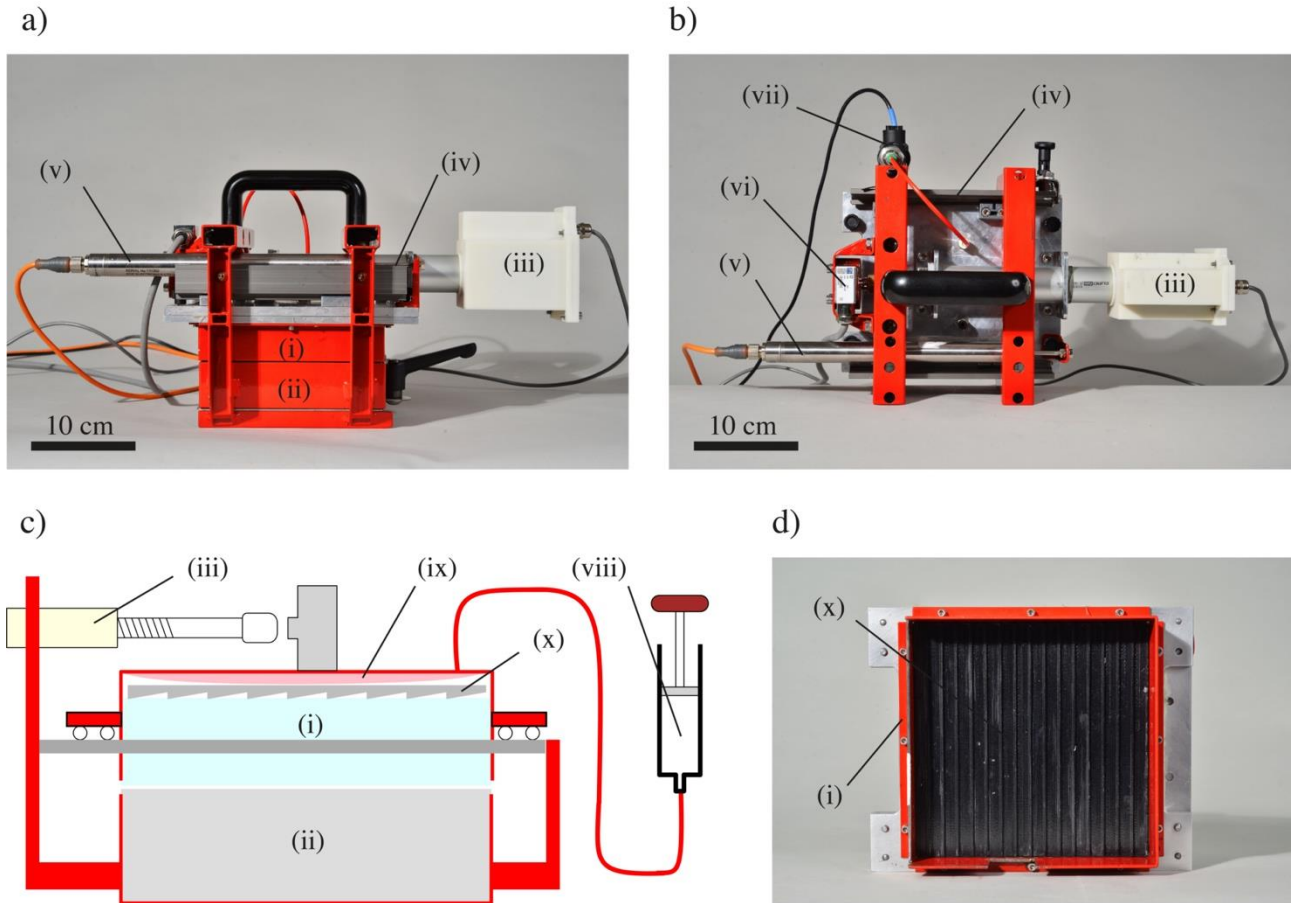 a)
b)
(vii)
(iv)
(v)
(iv)
(vi)
(iii)
(v)
(iii)
(i)
(ii)
10 cm
10 cm
c)
d)
(iii)
(ix)
(viii)
(x)
(x)
(i)
(i)
(ii)